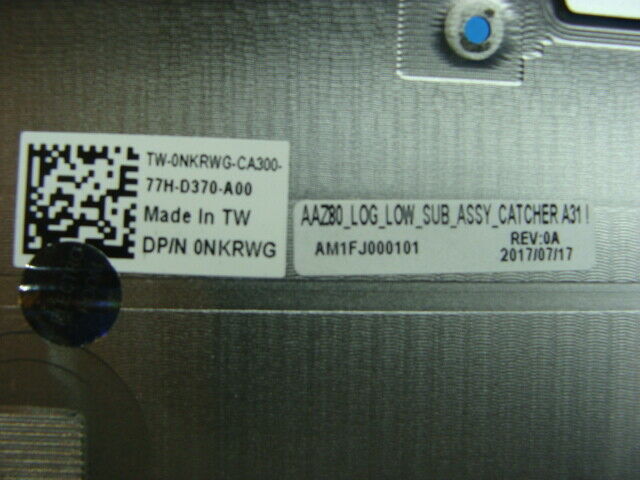 TW-0NKRWG-CA300-
77H-D370-A00
Made In TW
DP/N 0NKRWG
AAZ80_LOG_LOW_SUB_ASSY_CATCHER A31 !
AM1FJ000101
REV:0A
2017/07/17